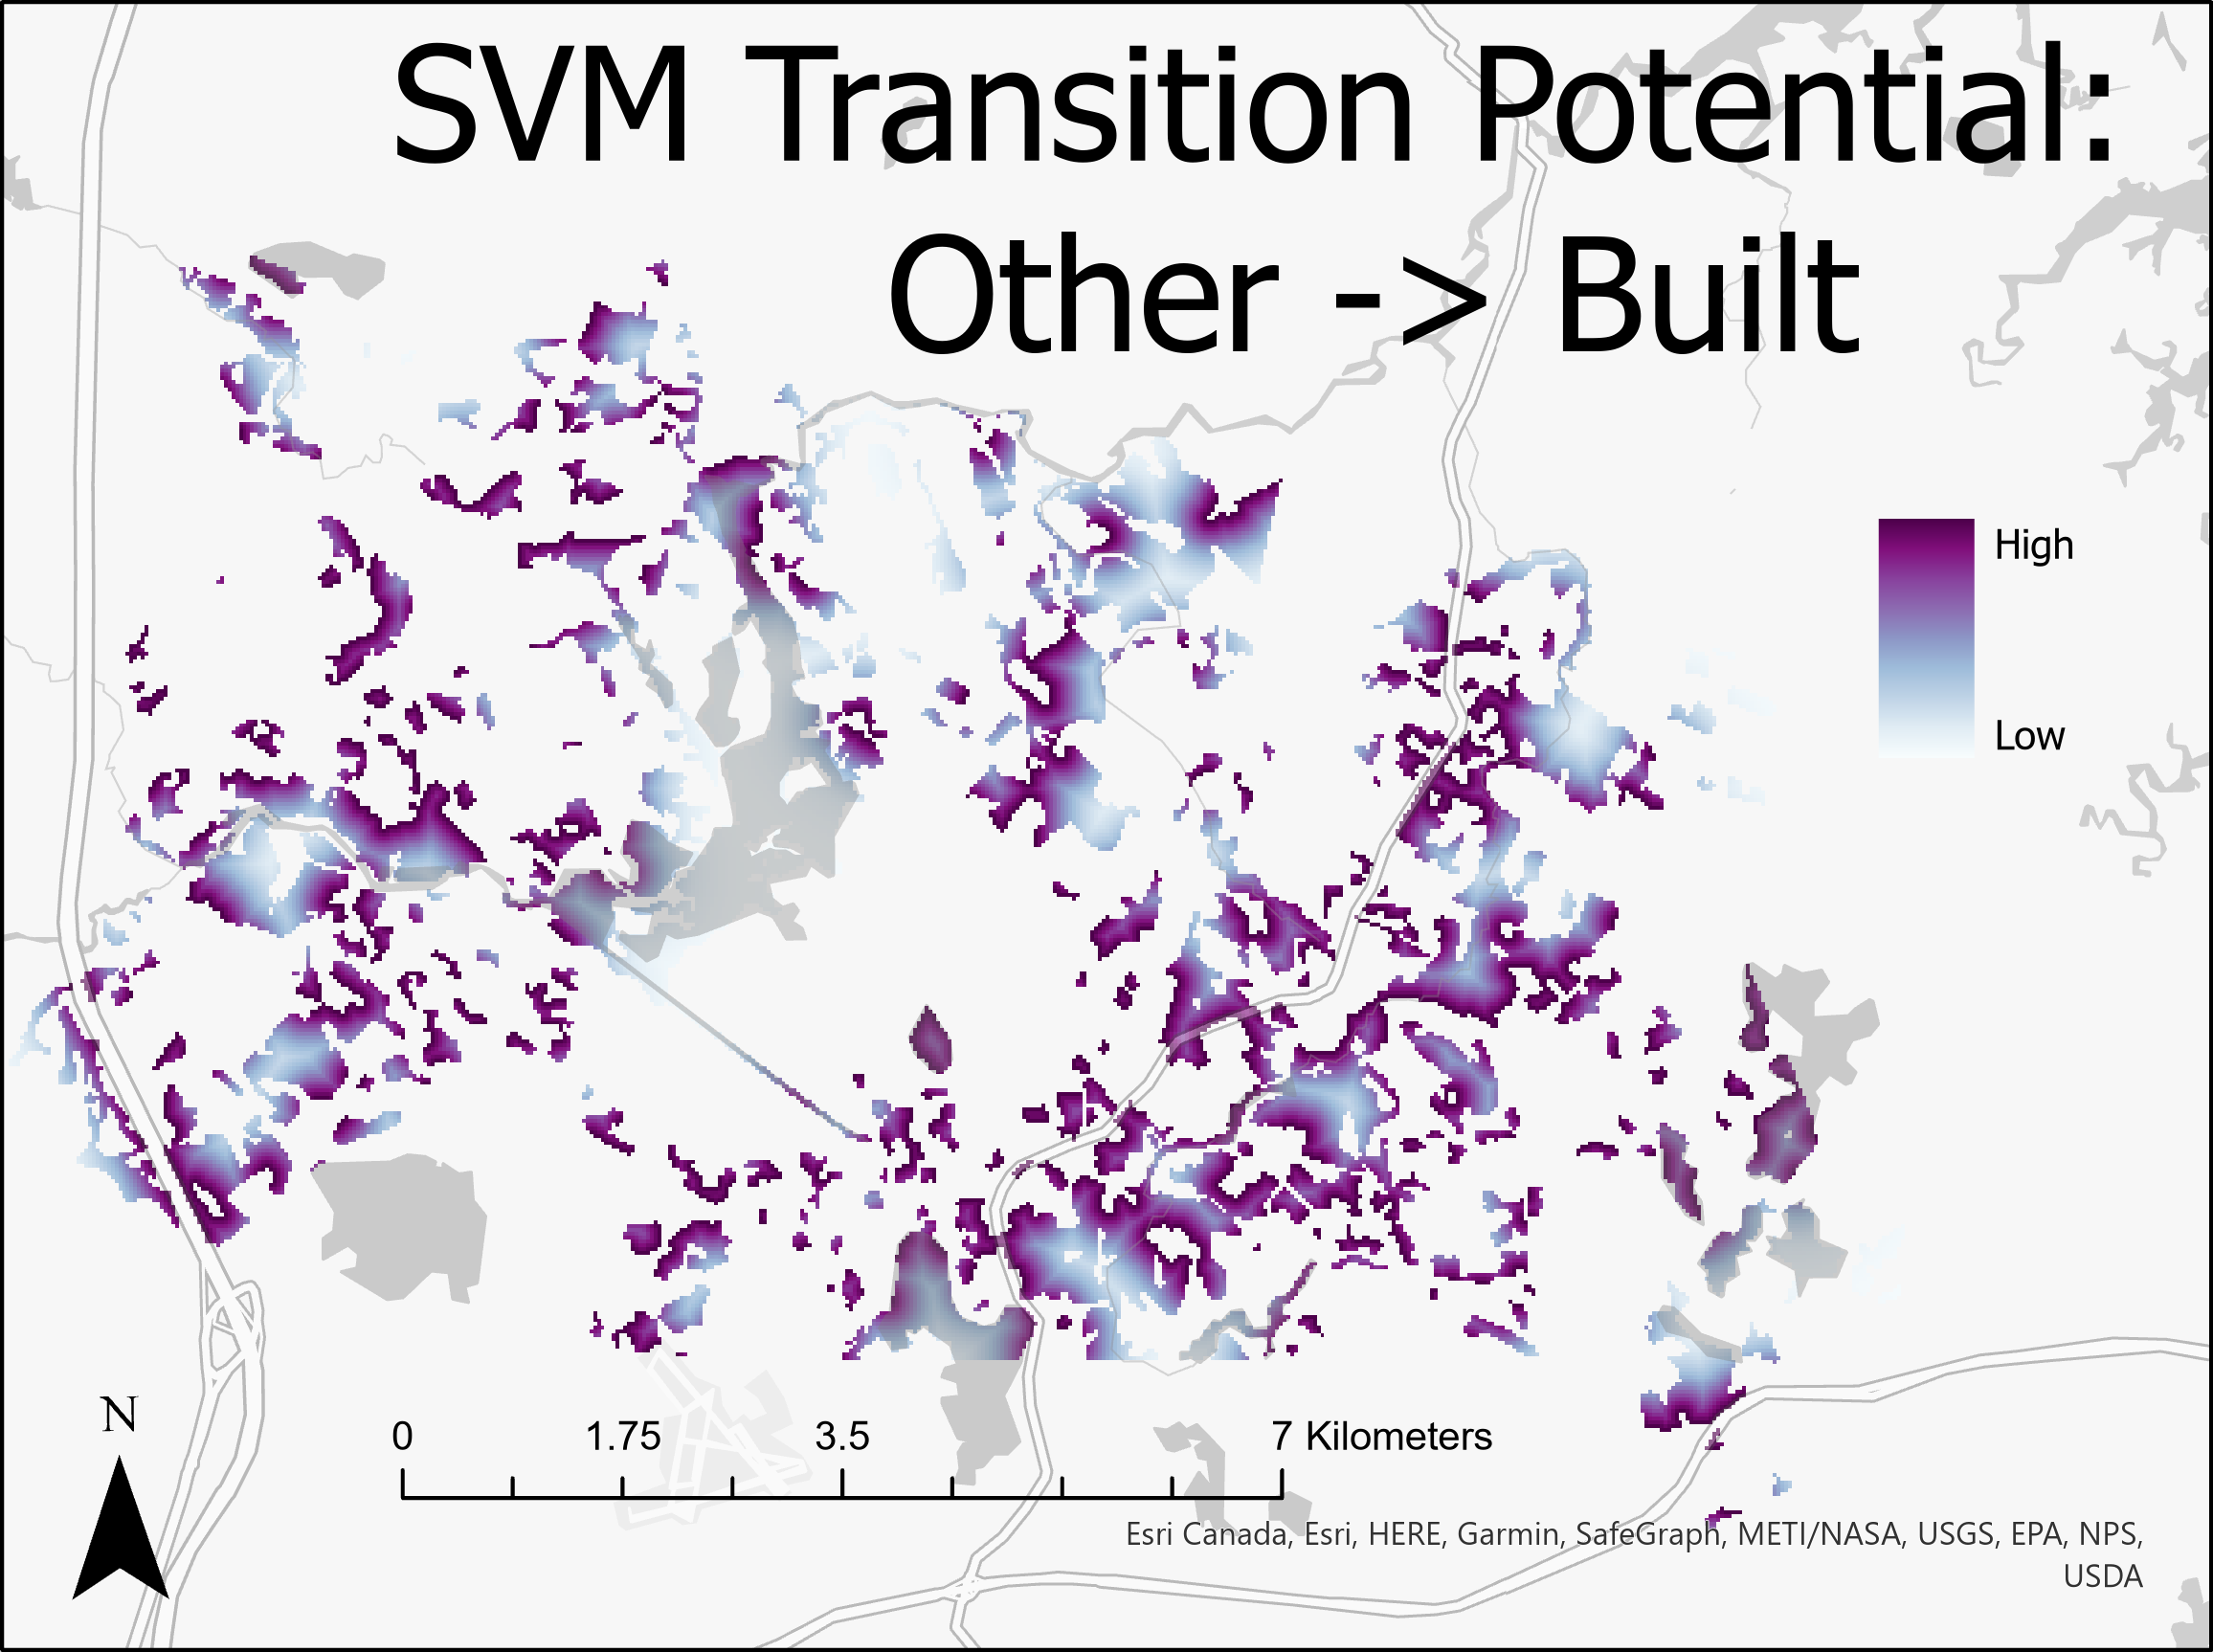 SVM Transition Potential:
Other -> Built
High
Low
N
0 1.75 3.5 7 Kilometers
Esri Canada, Esri, HERE, Garmin, SafeGraph, METI/NASA, USGS, EPA, NPS,
USDA